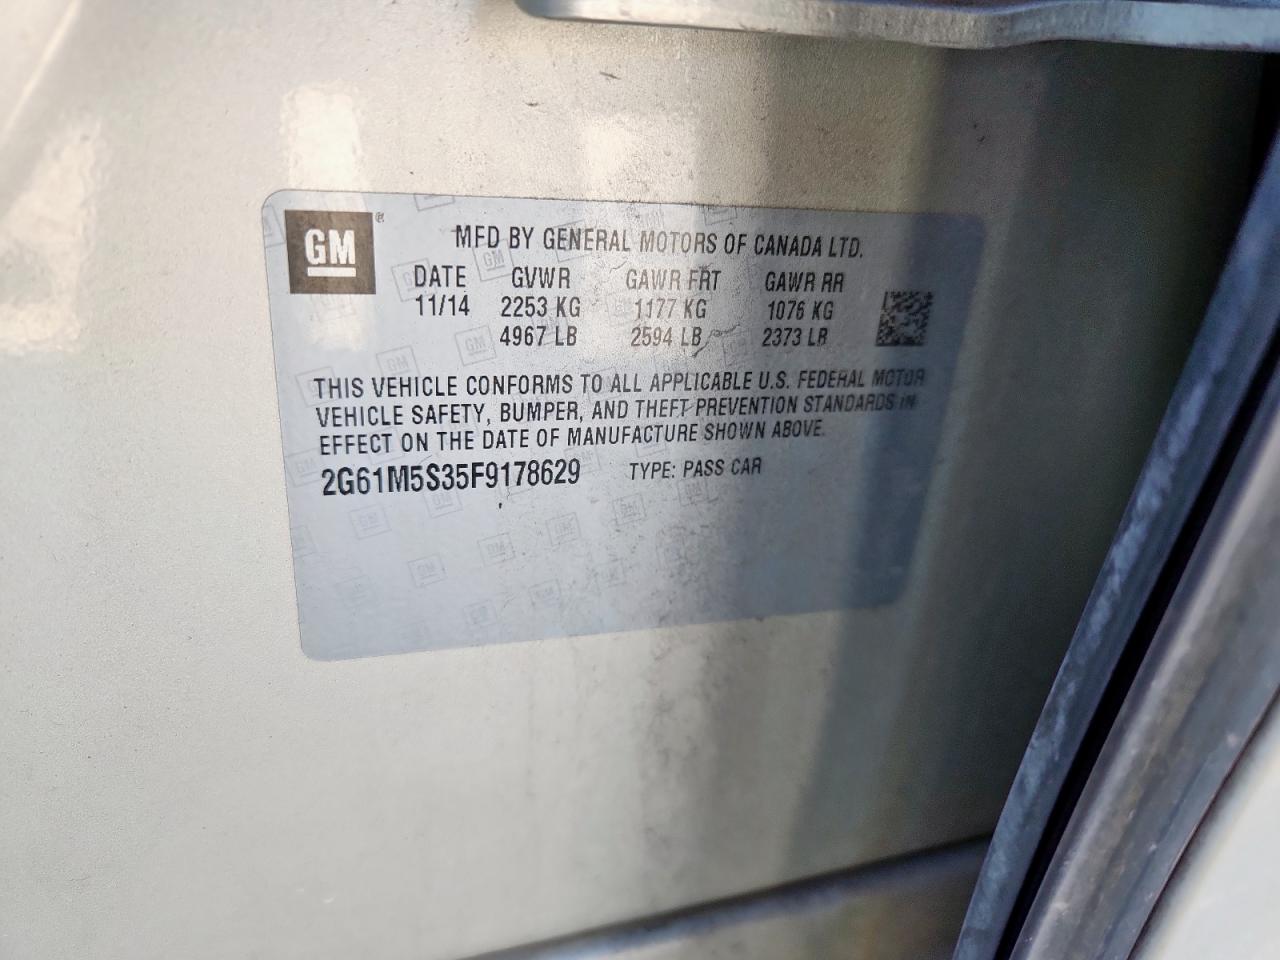 GM ®
MFD BY GENERAL MOTORS OF CANADA LTD.
DATE GVWR GAWR FRT GAWR RR
11/14 2253 KG 1177 KG 1076 KG
4967 LB 2594 LB 2373 LB
THIS VEHICLE CONFORMS TO ALL APPLICABLE U.S. FEDERAL MOTOR
VEHICLE SAFETY, BUMPER, AND THEFT PREVENTION STANDARDS IN
EFFECT ON THE DATE OF MANUFACTURE SHOWN ABOVE.
2G61M5S35F9178629 TYPE: PASS CAR